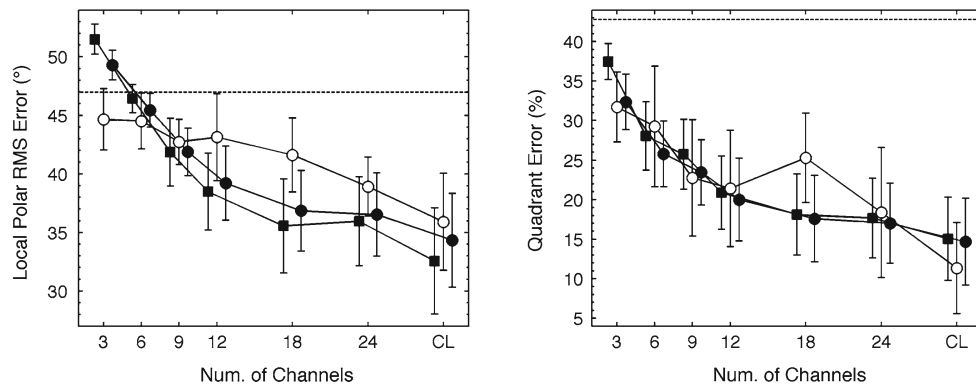 Local Polar RMS Error (°)
50
45
40
35
30
3 6 9 12 18 24 CL
Num. of Channels
Quadrant Error (%)
40
35
30
25
20
15
10
5
3 6 9 12 18 24 CL
Num. of Channels